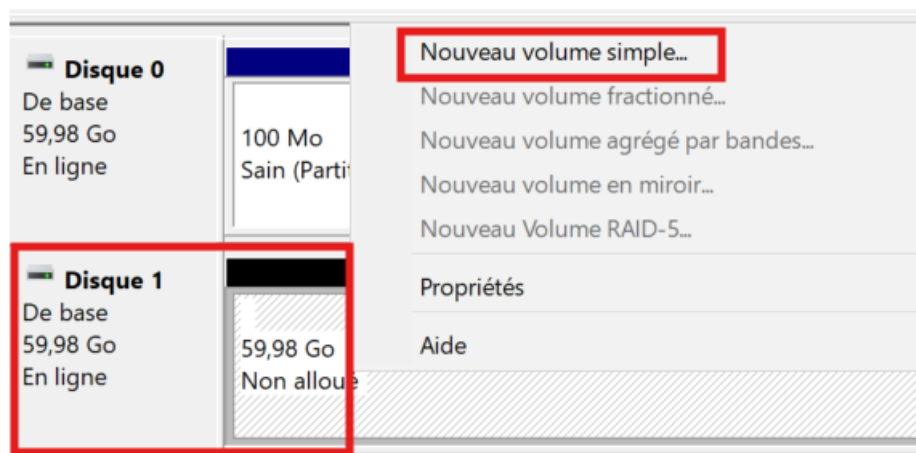 Disque 0
De base
59,98 Go
En ligne
100 Mo
Sain (Parti
Nouveau volume simple...
Nouveau volume fractionné...
Nouveau volume agrégé par bandes...
Nouveau volume en miroir...
Nouveau Volume RAID-5...
Propriétés
Aide
Disque 1
De base
59,98 Go
En ligne
59,98 Go
Non alloué